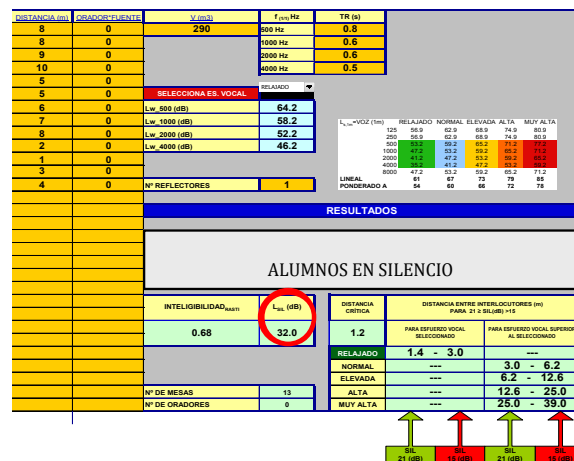 DISTANCIA (m) ORADOR*FUENTE V (m3) f (1/1) Hz TR (s)
8 0 290 500 Hz 0.8
8 0 1000 Hz 0.6
9 0 2000 Hz 0.6
10 0 4000 Hz 0.5
5 0
5 0 SELECCIONA ES. VOCAL RELAJADO
6 0 Lw_500 (dB) 64.2
7 0 Lw_1000 (dB) 58.2
8 0 Lw_2000 (dB) 52.2
2 0 Lw_4000 (dB) 46.2
1 0
3 0
4 0 Nº REFLECTORES 1
=VOZ (1m) RELAJADO NORMAL ELEVADA ALTA MUY ALTA
125 56.9 62.9 68.9 74.9 80.9
250 56.9 62.9 68.9 74.9 80.9
500 53.2 59.2 65.2 71.2 77.2
1000 47.2 53.2 59.2 65.2 71.2
2000 41.2 47.2 53.2 59.2 65.2
4000 35.2 41.2 47.2 53.2 59.2
8000 47.2 53.2 59.2 65.2 71.2
LINEAL 61 67 73 79 85
PONDERADO A 54 60 66 72 78
RESULTADOS
ALUMNOS EN SILENCIO
INTELIGIBILIDAD RASTI L SIL (dB)
0.68 32.0
DISTANCIA CRÍTICA
1.2
DISTANCIA ENTRE INTERLOCUTORES (m)
PARA 21 ≥ SIL(dB) >15
PARA ESFUERZO VOCAL SELECCIONADO
PARA ESFUERZO VOCAL SUPERIOR AL SELECCIONADO
RELAJADO 1.4 - 3.0 ---
NORMAL --- 3.0 - 6.2
ELEVADA --- 6.2 - 12.6
ALTA --- 12.6 - 25.0
MUY ALTA --- 25.0 - 39.0
Nº DE MESAS 13
Nº DE ORADORES 0
SIL SIL SIL SIL
21 (dB) 15 (dB) 21 (dB) 15 (dB)